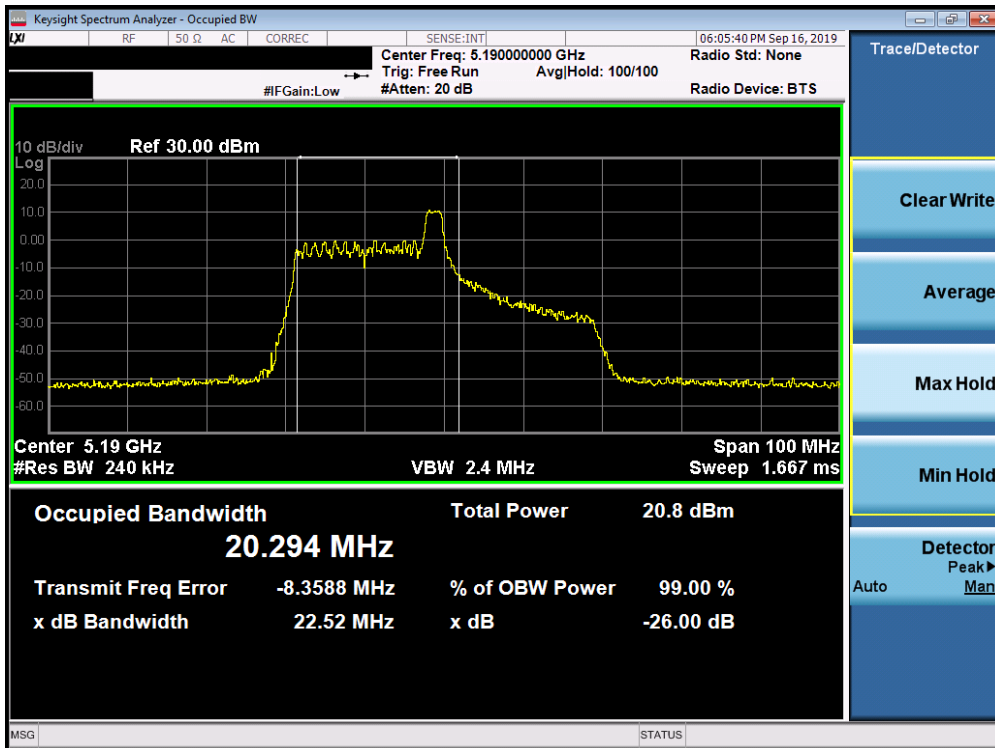 Keysight Spectrum Analyzer - Occupied BW
LXI RF 50 Ω AC CORREC SENSE:INT 06:05:40 PM Sep 16, 2019
Center Freq: 5.190000000 GHz Radio Std: None
Trig: Free Run Avg|Hold: 100/100
#IFGain:Low #Atten: 20 dB Radio Device: BTS
10 dB/div Ref 30.00 dBm
Log
20.0
10.0
0.00
-10.0
-20.0
-30.0
-40.0
-50.0
-60.0
Center 5.19 GHz Span 100 MHz
#Res BW 240 kHz VBW 2.4 MHz Sweep 1.667 ms
Occupied Bandwidth Total Power 20.8 dBm
20.294 MHz
Transmit Freq Error -8.3588 MHz % of OBW Power 99.00 %
x dB Bandwidth 22.52 MHz x dB -26.00 dB
MSG STATUS
Trace/Detector
Clear Write
Average
Max Hold
Min Hold
Detector
Peak▶
Auto Man